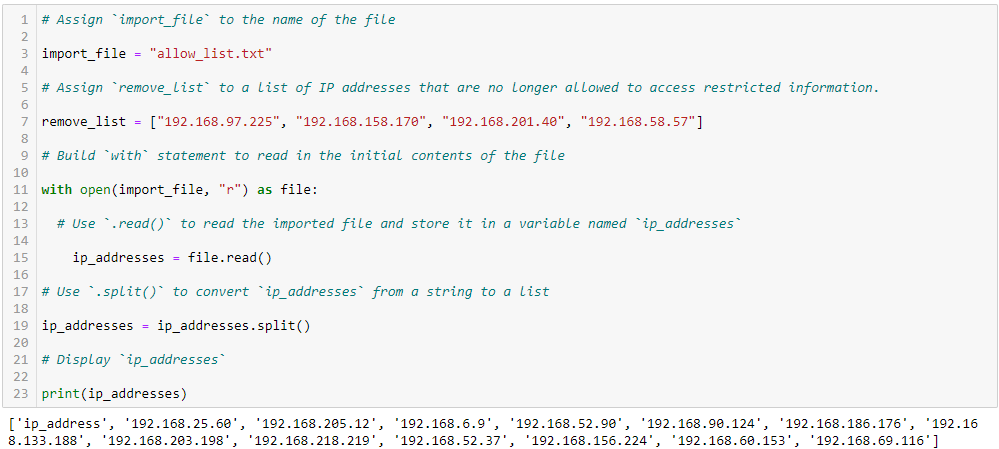 1 # Assign `import_file` to the name of the file
2
3 import_file = "allow_list.txt"
4
5 # Assign `remove_list` to a list of IP addresses that are no longer allowed to access restricted information.
6
7 remove_list = ["192.168.97.225", "192.168.158.170", "192.168.201.40", "192.168.58.57"]
8
9 # Build `with` statement to read in the initial contents of the file
10
11 with open(import_file, "r") as file:
12
13   # Use `.read()` to read the imported file and store it in a variable named `ip_addresses`
14
15     ip_addresses = file.read()
16
17 # Use `.split()` to convert `ip_addresses` from a string to a list
18
19 ip_addresses = ip_addresses.split()
20
21 # Display `ip_addresses`
22
23 print(ip_addresses)
['ip_address', '192.168.25.60', '192.168.205.12', '192.168.6.9', '192.168.52.90', '192.168.90.124', '192.168.186.176', '192.16
8.133.188', '192.168.203.198', '192.168.218.219', '192.168.52.37', '192.168.156.224', '192.168.60.153', '192.168.69.116']